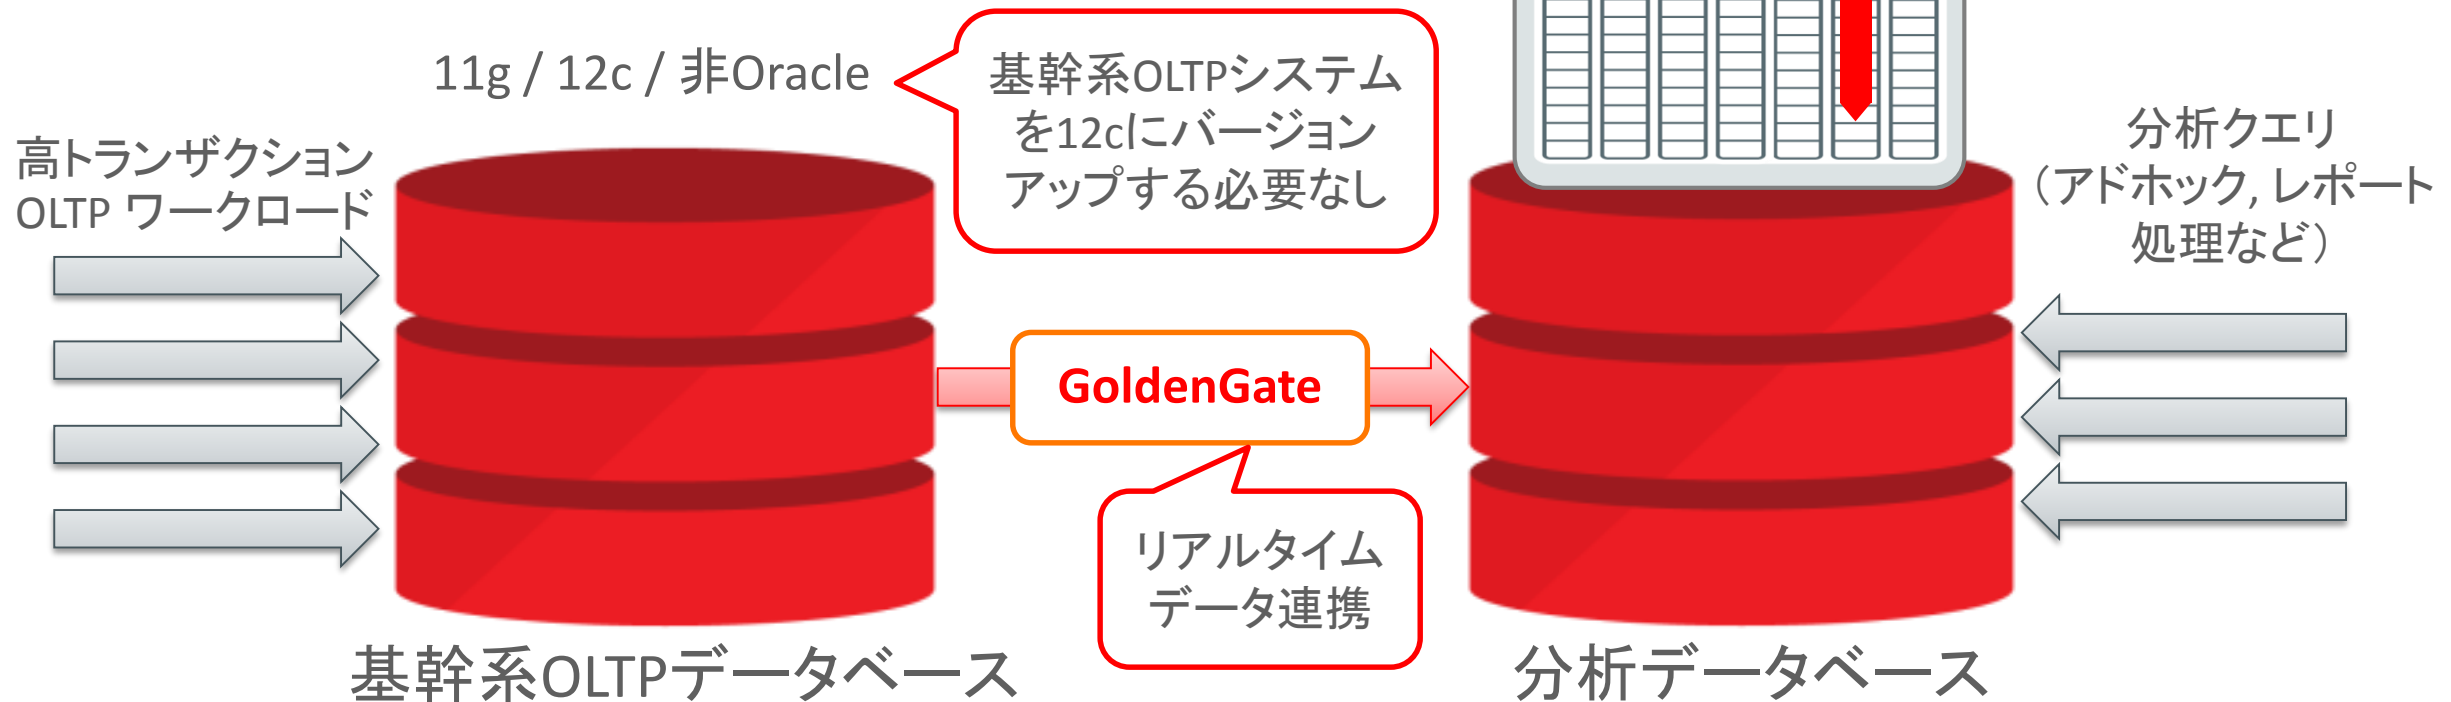 11g / 12c / 非Oracle
基幹系OLTPシステム
を12cにバージョン
アップする必要なし
高トランザクション
OLTP ワークロード
分析クエリ
（アドホック, レポート
処理など）
GoldenGate
リアルタイム
データ連携
基幹系OLTPデータベース
分析データベース